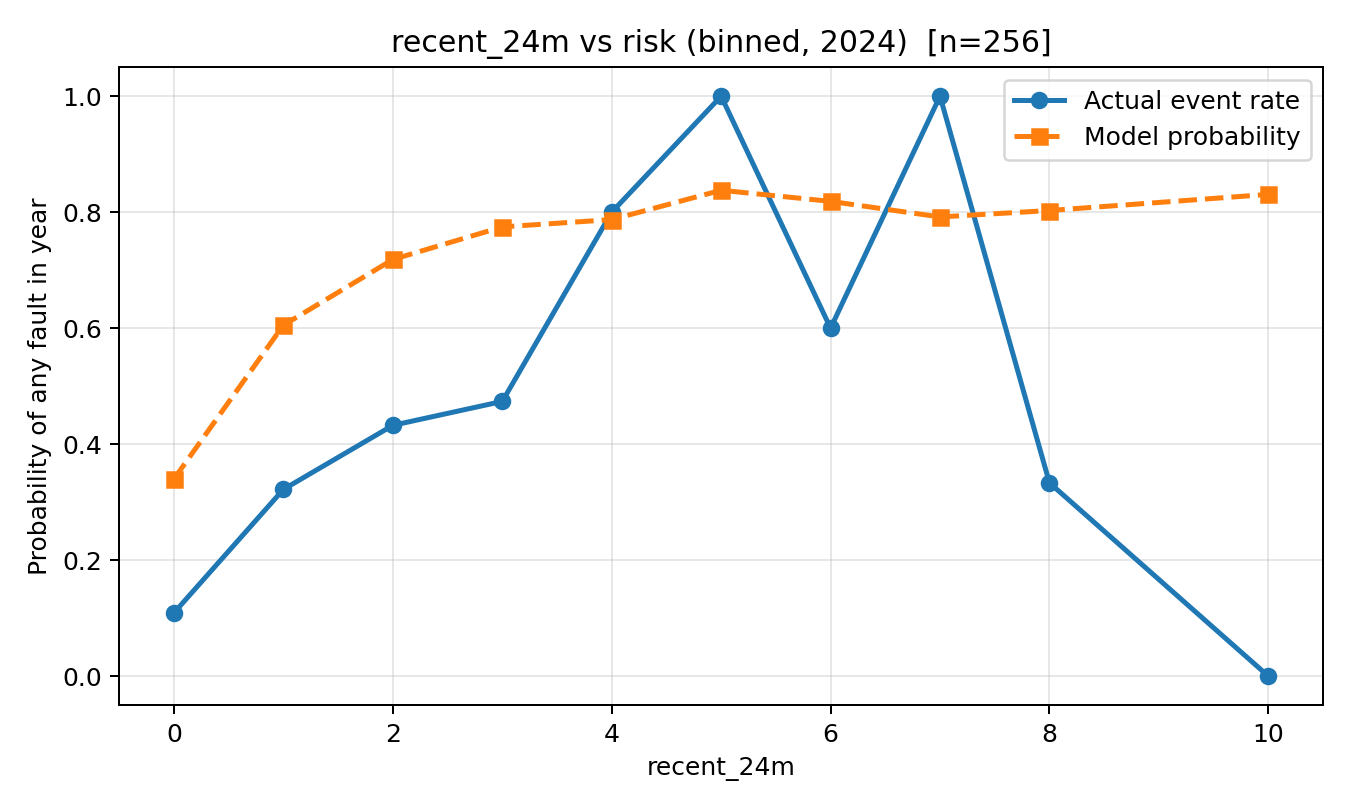 recent_24m vs risk (binned, 2024)  [n=256]
Actual event rate
Model probability
Probability of any fault in year
1.0
0.8
0.6
0.4
0.2
0.0
0 2 4 6 8 10
recent_24m